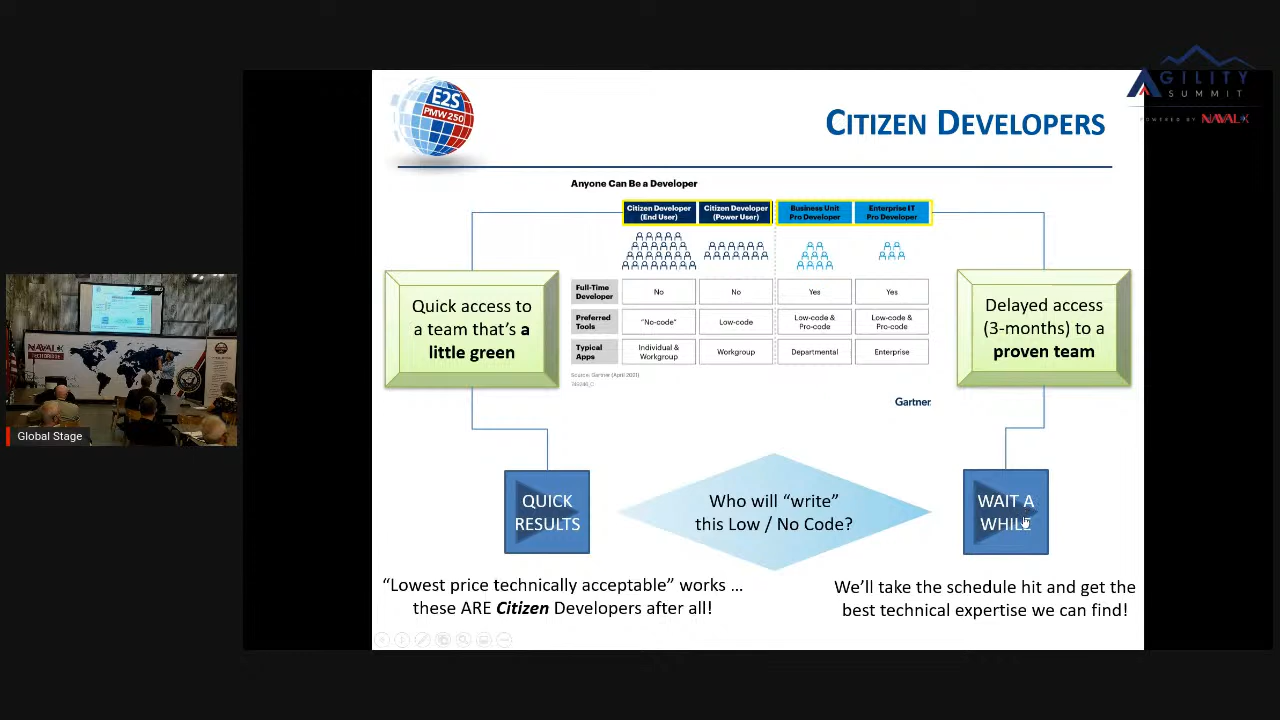 AGILITY
SUMMIT
POWERED BY NAVALX
E2S
PMW 250
CITIZEN DEVELOPERS
Anyone Can Be a Developer
Citizen Developer
(End User)
Citizen Developer
(Power User)
Business Unit
Pro Developer
Enterprise IT
Pro Developer
Full-Time
Developer
No
No
Yes
Yes
Preferred
Tools
"No-code"
Low-code
Low-code &
Pro-code
Low-code &
Pro-code
Typical
Apps
Individual &
Workgroup
Workgroup
Departmental
Enterprise
Source: Gartner (April 2021)
Gartner
Quick access to
a team that's a
little green
Delayed access
(3-months) to a
proven team
QUICK
RESULTS
Who will “write”
this Low / No Code?
WAIT A
WHILE
“Lowest price technically acceptable” works …
these ARE Citizen Developers after all!
We’ll take the schedule hit and get the
best technical expertise we can find!
NAVALX
Global Stage